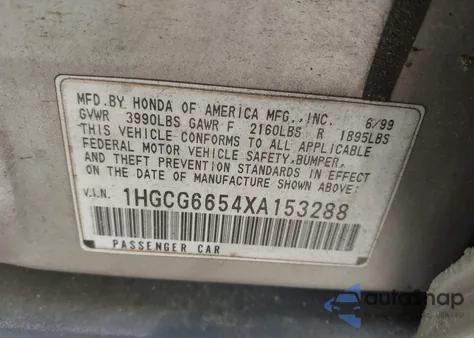 MFD.BY HONDA OF AMERICA MFG.,INC. 6/99
GVWR 3990LBS GAWR F 2160LBS R 1895LBS
THIS VEHICLE CONFORMS TO ALL APPLICABLE
FEDERAL MOTOR VEHICLE SAFETY,BUMPER,
AND THEFT PREVENTION STANDARDS IN EFFECT
ON THE DATE OF MANUFACTURE SHOWN ABOVE:
V.I.N. 1HGCG6654XA153288
PASSENGER CAR
autosnap